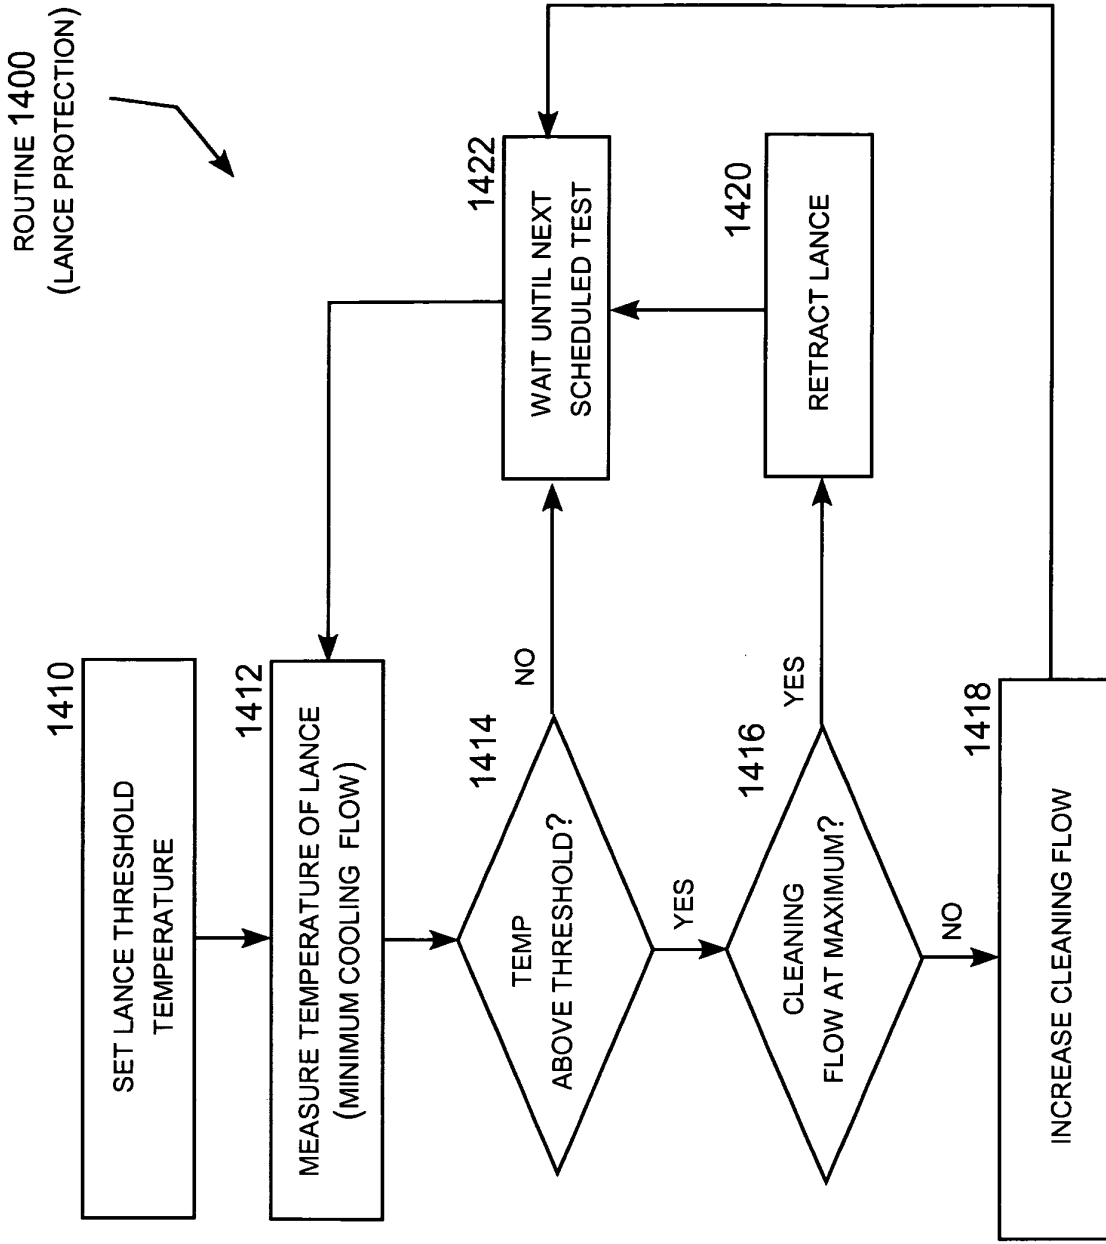 ROUTINE 1400
(LANCE PROTECTION)
1410
SET LANCE THRESHOLD
TEMPERATURE
1412
MEASURE TEMPERATURE OF LANCE
(MINIMUM COOLING FLOW)
1414
TEMP
ABOVE THRESHOLD?
NO
YES
1422
WAIT UNTIL NEXT
SCHEDULED TEST
1416
CLEANING
FLOW AT MAXIMUM?
YES
NO
1420
RETRACT LANCE
1418
INCREASE CLEANING FLOW